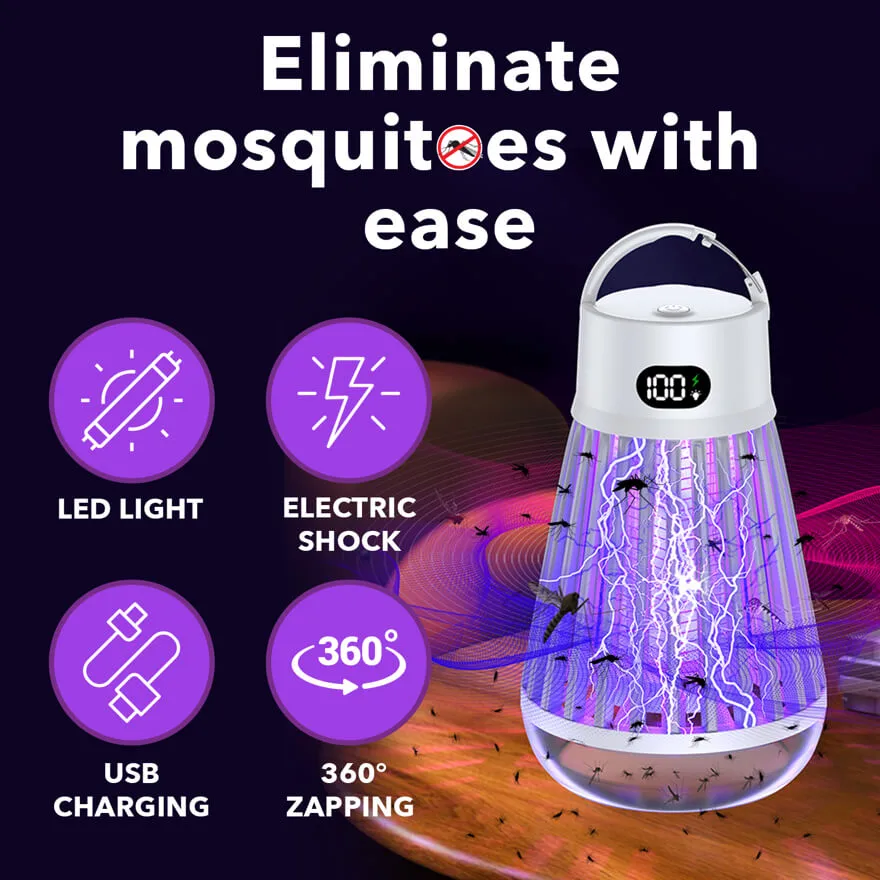 Eliminate
mosquitoes with
ease
100
LED LIGHT
ELECTRIC
SHOCK
360°
USB
CHARGING
360°
ZAPPING